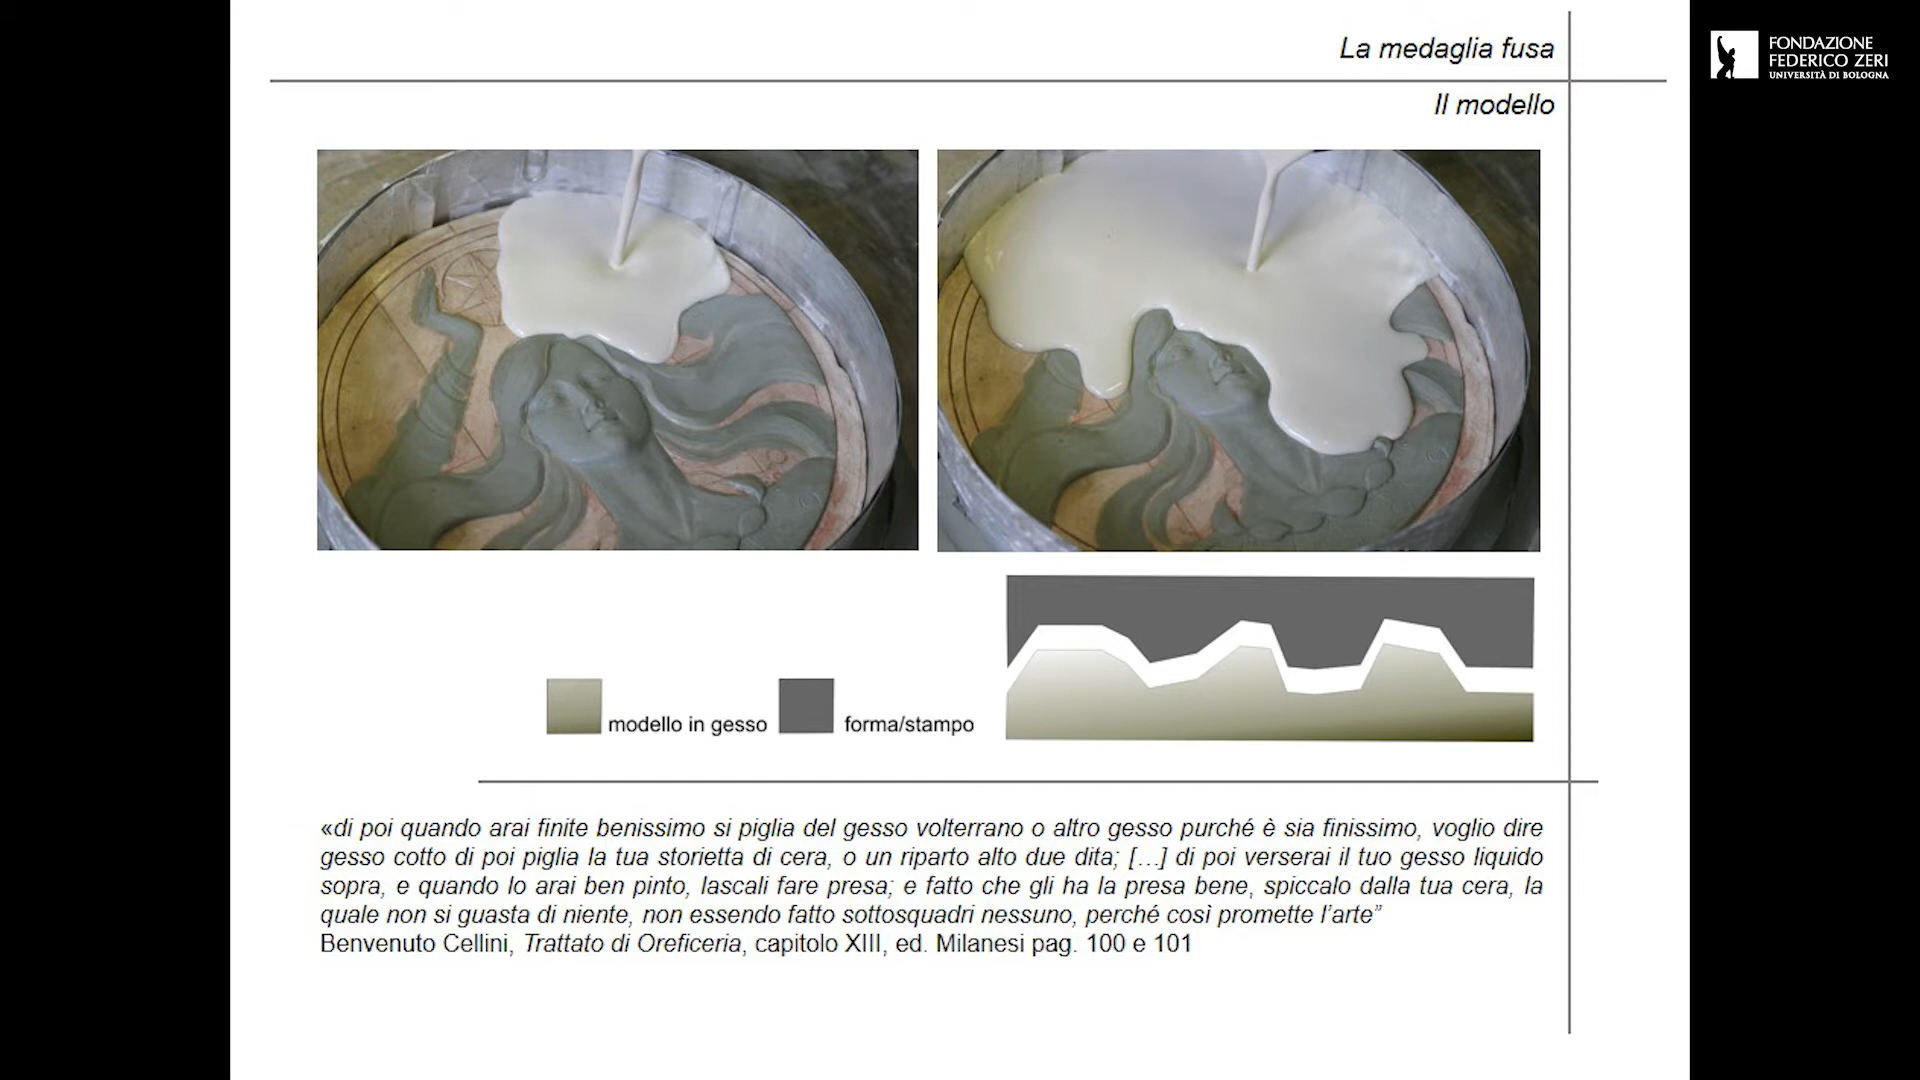 La medaglia fusa
FONDAZIONE
FEDERICO ZERI
UNIVERSITÀ DI BOLOGNA
Il modello
modello in gesso
forma/stampo
«di poi quando arai finite benissimo si piglia del gesso volterrano o altro gesso purché è sia finissimo, voglio dire
gesso cotto di poi piglia la tua storietta di cera, o un riparto alto due dita; […] di poi verserai il tuo gesso liquido
sopra, e quando lo arai ben pinto, lascali fare presa; e fatto che gli ha la presa bene, spiccalo dalla tua cera, la
quale non si guasta di niente, non essendo fatto sottosquadri nessuno, perché così promette l’arte”
Benvenuto Cellini, Trattato di Oreficeria, capitolo XIII, ed. Milanesi pag. 100 e 101